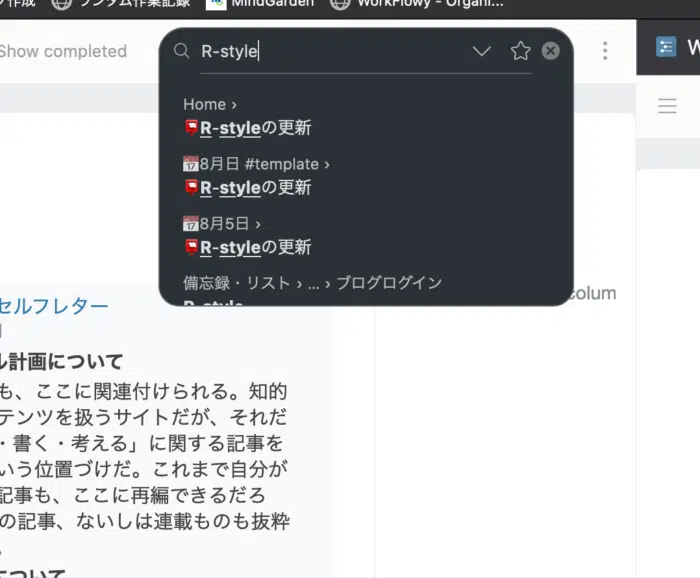 作成
ランダム作業記録
MindGarden
WorkFlowy - Organi...
Show completed
R-style
W
Home ›
R-styleの更新
17 8月日 #template ›
R-styleの更新
17 8月5日 ›
R-styleの更新
備忘録・リスト › ... › ブログログイン
R-style
colum
セルフレター
ル計画について
も、ここに関連付けられる。知的
テンツを扱うサイトだが、それだ
・書く・考える」に関する記事を
いう位置づけだ。これまで自分が
記事も、ここに再編できるだろ
の記事、ないしは連載ものも抜粋
。
について